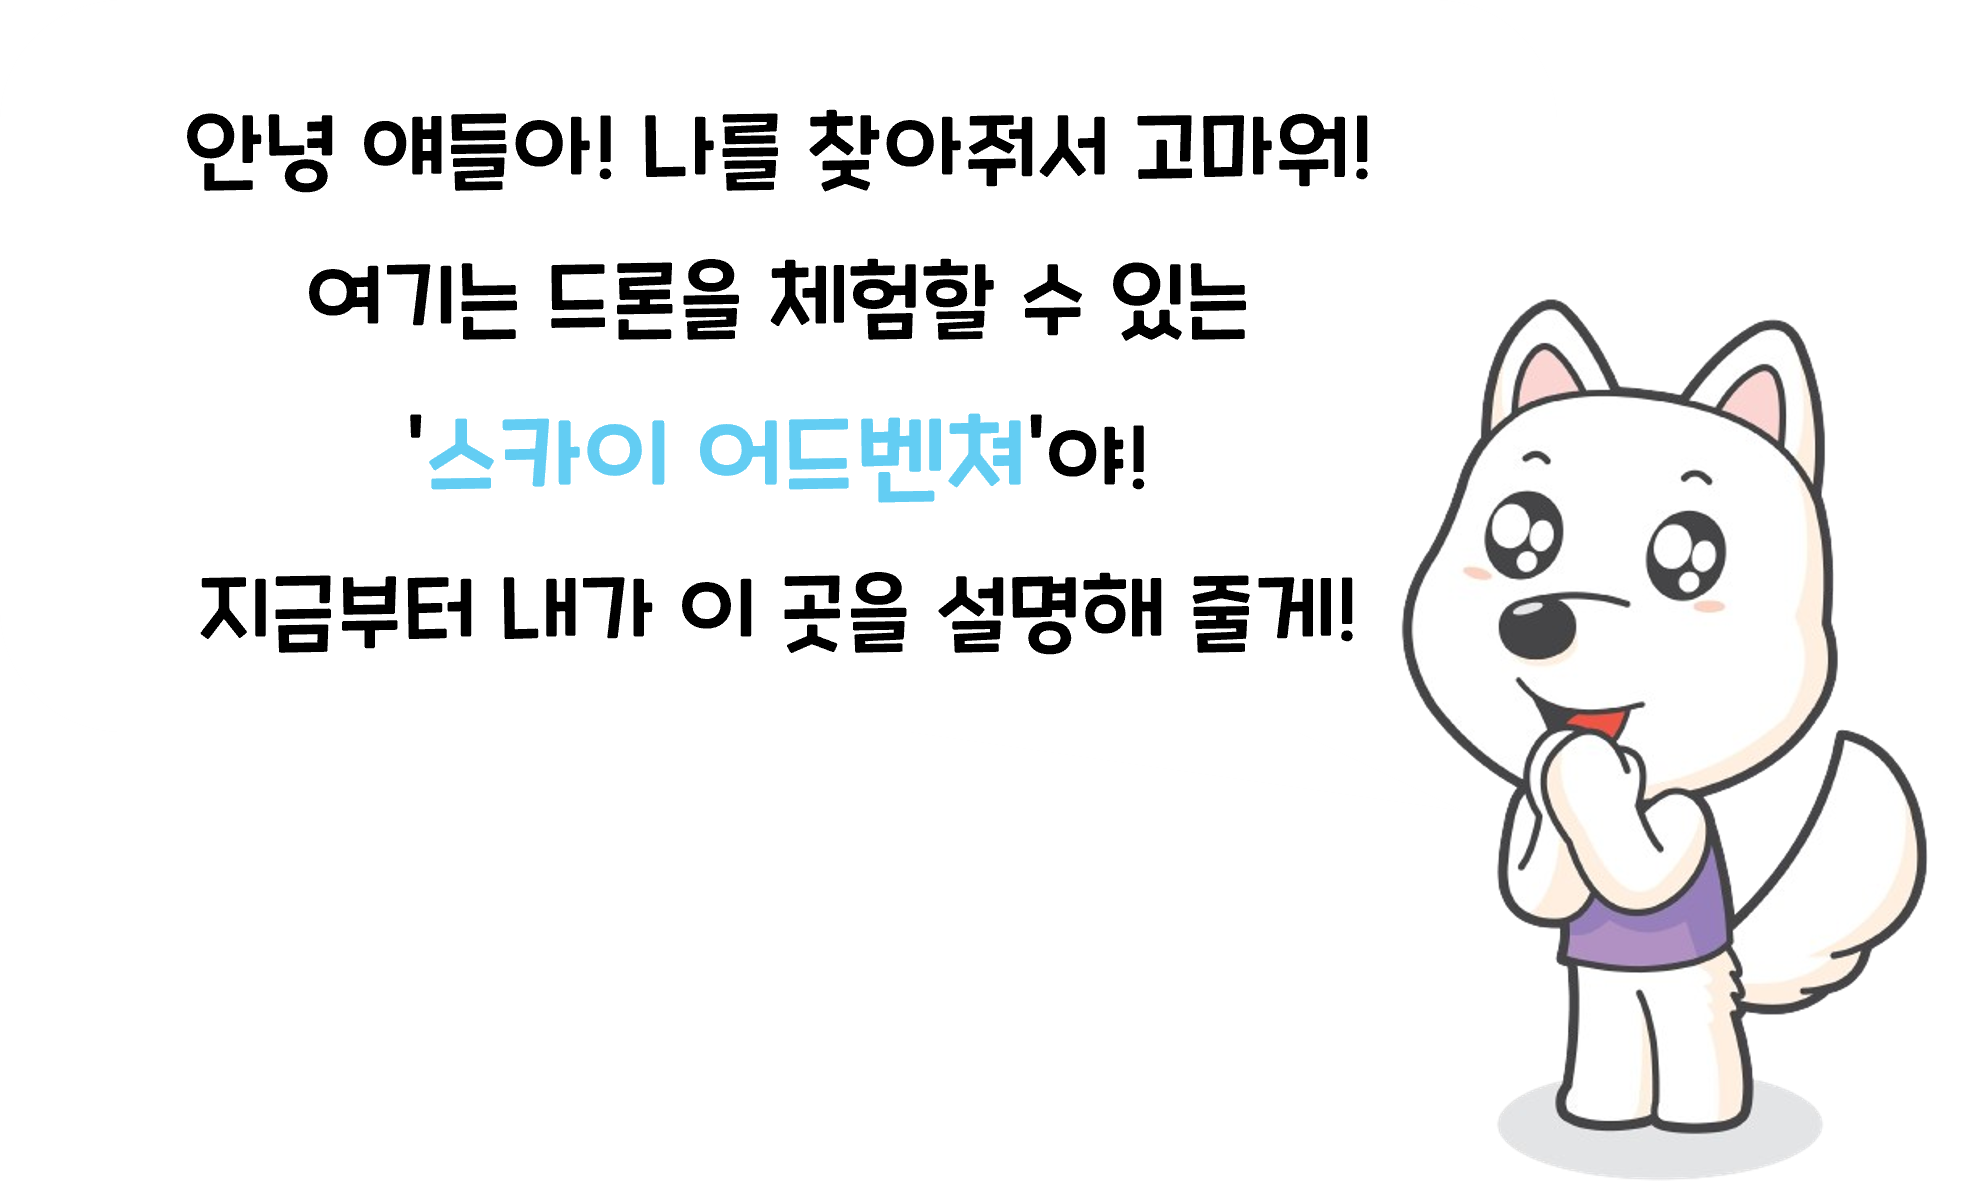 안녕 얘들아! 나를 찾아줘서 고마워!
여기는 드론을 체험할 수 있는
'스카이 어드벤쳐'야!
지금부터 내가 이 곳을 설명해 줄게!